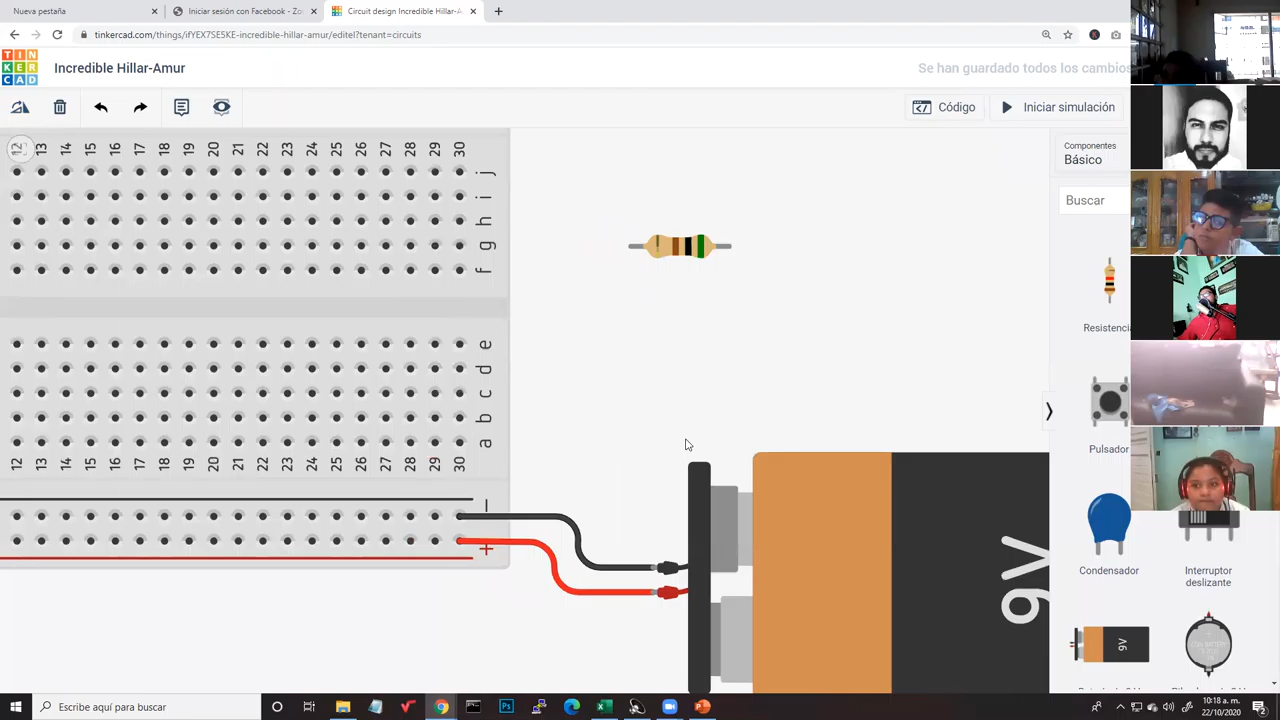 Nueva pestaña
Iniciar sesión con Facebook - Zo
Circuit design Incredible Hillar-A
tinkercad.com/things/ifYEX7SE5KE-incredible-hillar-amur/editel?tenant=circuits
TIN
KER
CAD
Incredible Hillar-Amur
Se han guardado todos los cambios
Código
Iniciar simulación
Componentes
Básico
Buscar
12 13 14 15 16 17 18 19 20 21 22 23 24 25 26 27 28 29 30
j
i
h
g
f
e
d
c
b
a
12 13 14 15 16 17 18 19 20 21 22 23 24 25 26 27 28 29 30
9V
Resistencia
Pulsador
Condensador
Interruptor
deslizante
9V
Escribe aquí para buscar
10:18 a. m.
22/10/2020
2